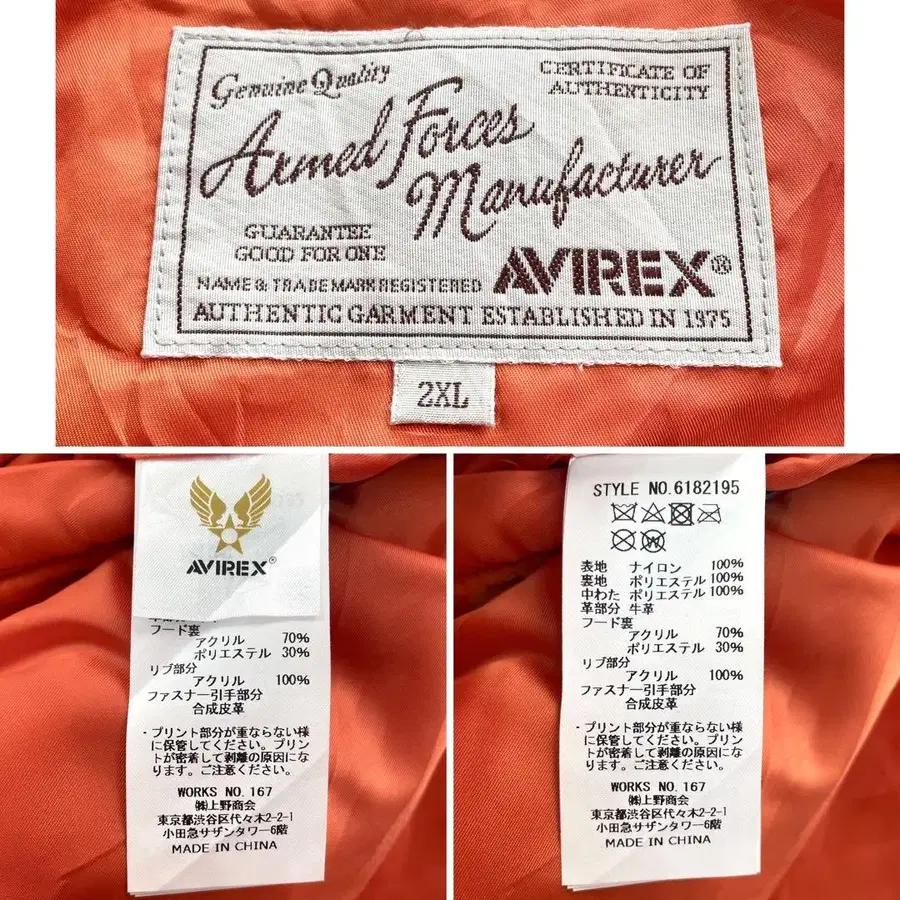 Genuine Quality
CERTIFICATE OF
AUTHENTICITY
Armed Forces
Manufacturer
GUARANTEE
GOOD FOR ONE
NAME & TRADEMARK REGISTERED
AVIREX®
AUTHENTIC GARMENT ESTABLISHED IN 1975
2XL
AVIREX®
フード裏
アクリル 70%
ポリエステル 30%
リブ部分
アクリル 100%
ファスナー引手部分
合成皮革
・プリント部分が重ならない様
に保管してください。プリン
トが密着して剥離の原因にな
ります。ご注意ください。
WORKS NO. 167
㈱上野商会
東京都渋谷区代々木2-2-1
小田急サザンタワー6階
MADE IN CHINA
STYLE NO.6182195
表地 ナイロン 100%
裏地 ポリエステル 100%
中わた ポリエステル 100%
革部分 牛革
フード裏
アクリル 70%
ポリエステル 30%
リブ部分
アクリル 100%
ファスナー引手部分
合成皮革
・プリント部分が重ならない様
に保管してください。プリン
トが密着して剥離の原因にな
ります。ご注意ください。
WORKS NO. 167
㈱上野商会
東京都渋谷区代々木2-2-1
小田急サザンタワー6階
MADE IN CHINA